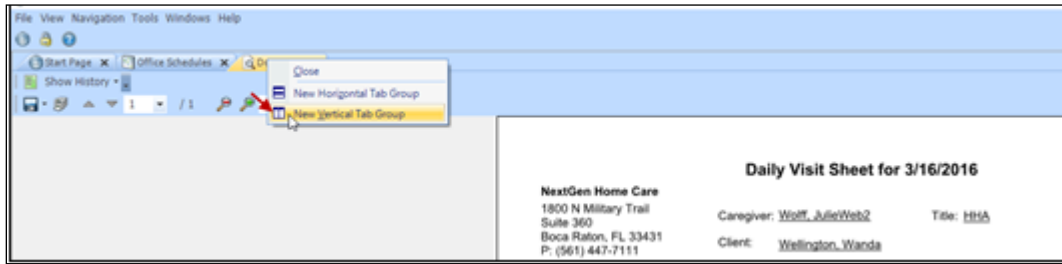 File View Navigation Tools Windows Help
Start Page Office Schedules
Close
Show History
New Horizontal Tab Group
1 /1
New Vertical Tab Group
Daily Visit Sheet for 3/16/2016
NextGen Home Care
1800 N Military Trail
Caregiver: Wolff, JulieWeb2 Title: HHA
Suite 360
Boca Raton, FL 33431
Client: Wellington, Wanda
P: (561) 447-7111